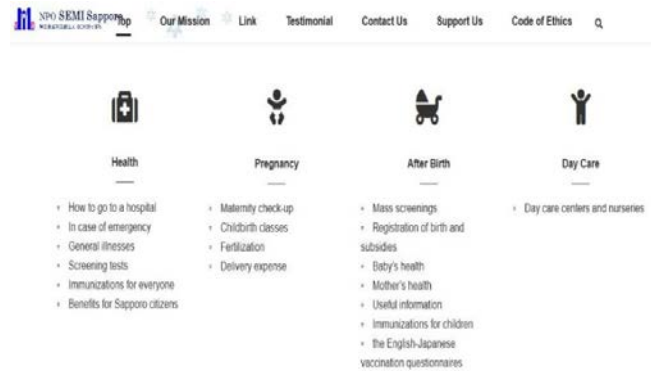 NPO SEMI Sapporo
Top Our Mission Link Testimonial Contact Us Support Us Code of Ethics
Health
How to go to a hospital
In case of emergency
General illnesses
Screening tests
Immunizations for everyone
Benefits for Sapporo citizens
Pregnancy
Maternity check-up
Childbirth classes
Fertilization
Delivery expense
After Birth
Mass screenings
Registration of birth and
subsidies
Baby's health
Mother's health
Useful information
Immunizations for children
the English-Japanese
vaccination questionnaires
Day Care
Day care centers and nurseries